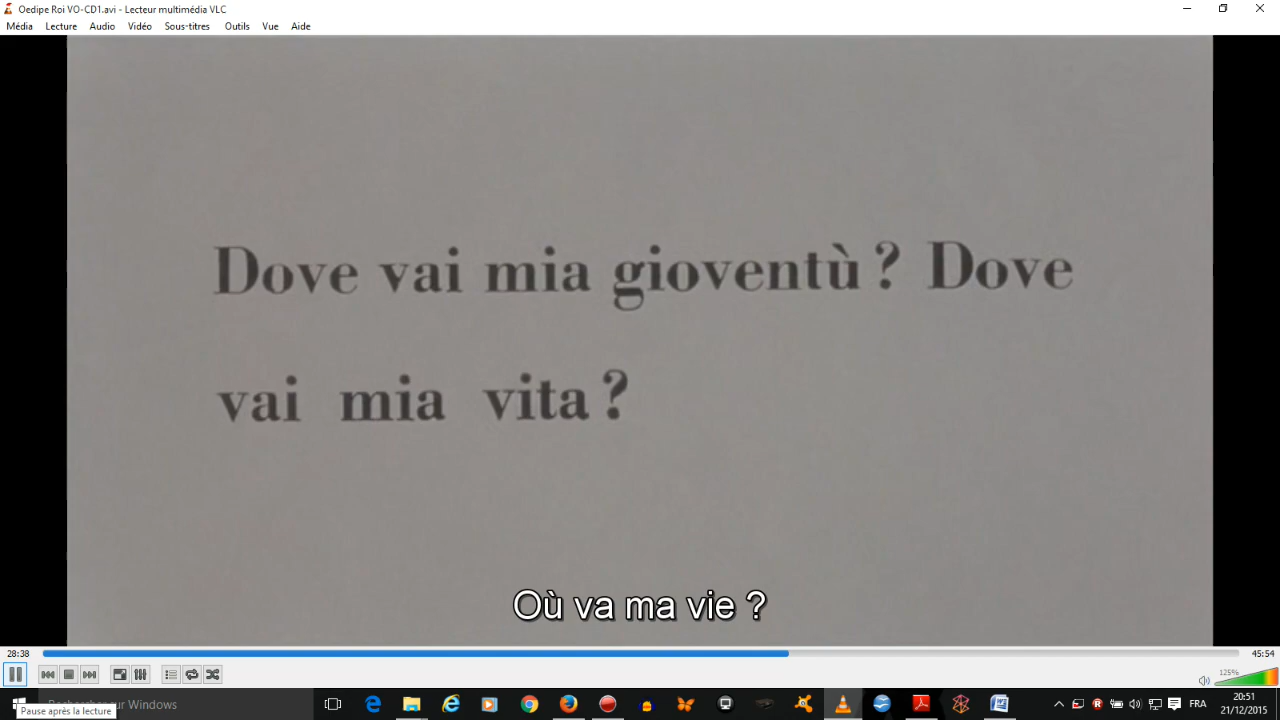 Oedipe Roi VO-CD1.avi - Lecteur multimédia VLC
Média Lecture Audio Vidéo Sous-titres Outils Vue Aide
Dove vai mia gioventù? Dove
vai mia vita?
Où va ma vie ?
28:38 45:54
125%
Pause après la lecture
Windows
FRA
20:51
21/12/2015